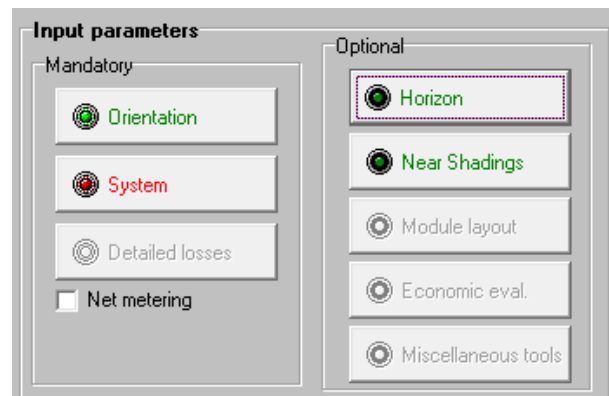 Input parameters
Mandatory
Orientation
System
Detailed losses
Net metering
Optional
Horizon
Near Shadings
Module layout
Economic eval.
Miscellaneous tools